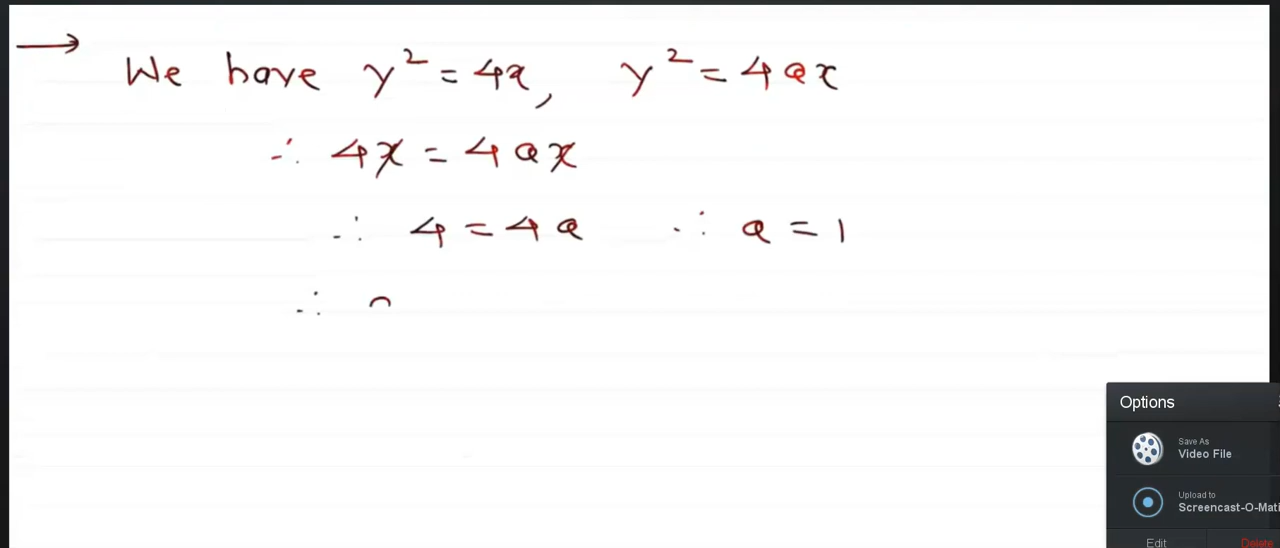 → We have y² = 4x, y² = 4ax
∴ 4x = 4ax
∴ 4 = 4a ∴ a = 1
∴
Options
Save As
Video File
Upload to
Screencast-O-Mati
Edit Delete